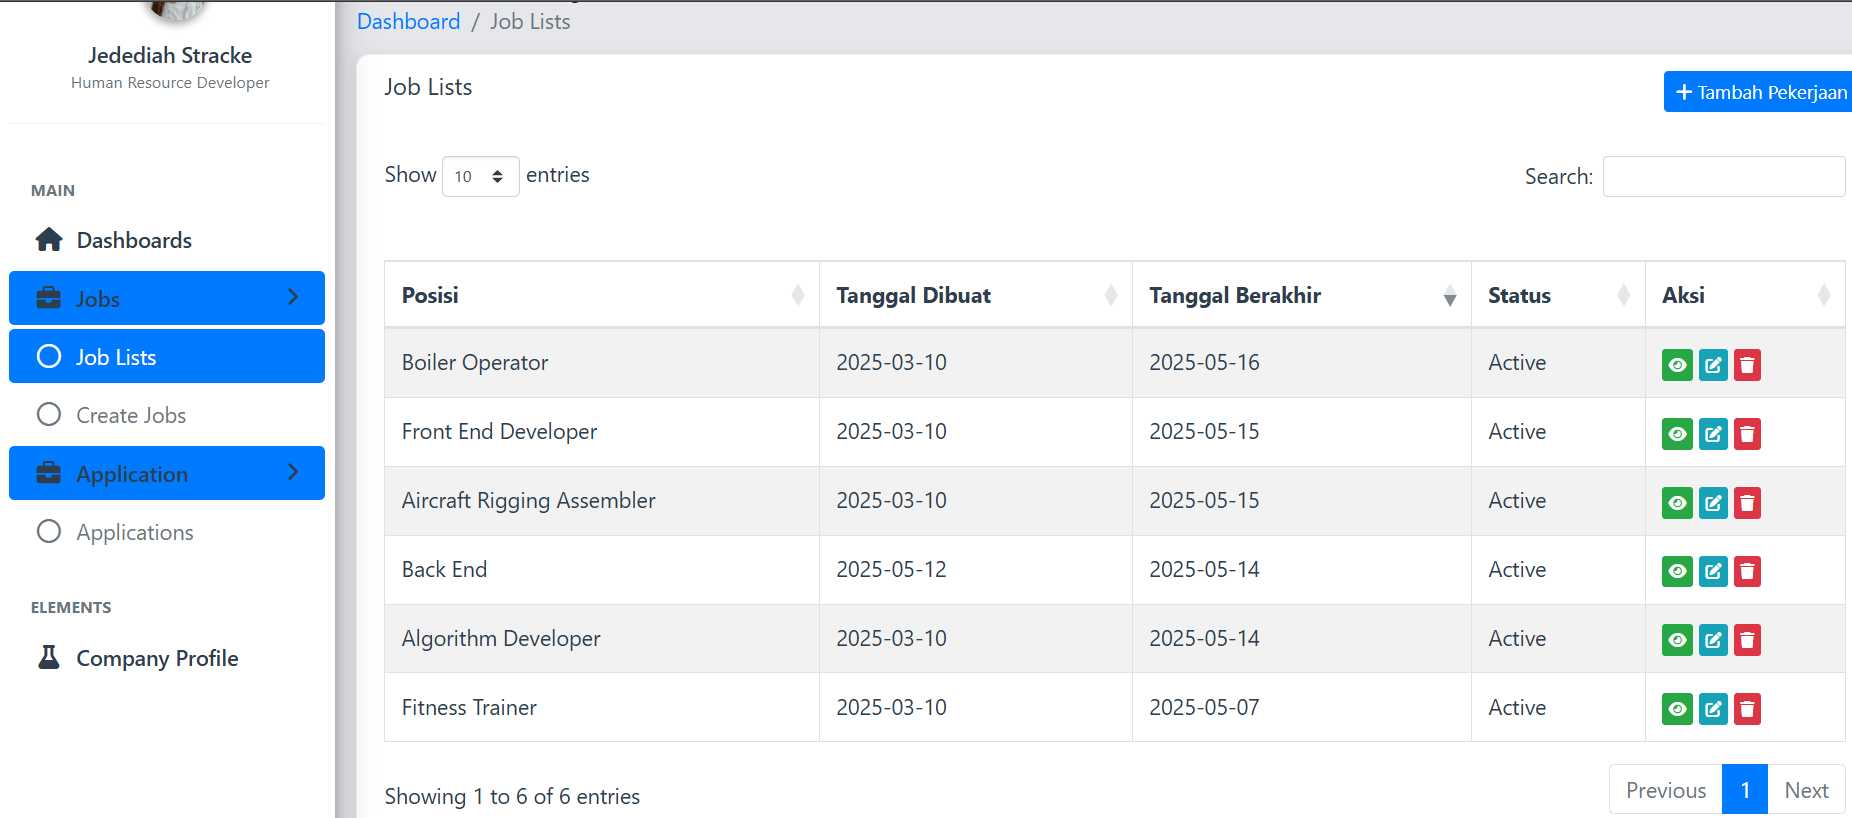 Jedediah Stracke
Human Resource Developer
MAIN
Dashboards
Jobs
Job Lists
Create Jobs
Application
Applications
ELEMENTS
Company Profile
Dashboard / Job Lists
Job Lists
Tambah Pekerjaan
Show 10 entries
Search:
Posisi Tanggal Dibuat Tanggal Berakhir Status Aksi
Boiler Operator 2025-03-10 2025-05-16 Active
Front End Developer 2025-03-10 2025-05-15 Active
Aircraft Rigging Assembler 2025-03-10 2025-05-15 Active
Back End 2025-05-12 2025-05-14 Active
Algorithm Developer 2025-03-10 2025-05-14 Active
Fitness Trainer 2025-03-10 2025-05-07 Active
Showing 1 to 6 of 6 entries
Previous 1 Next